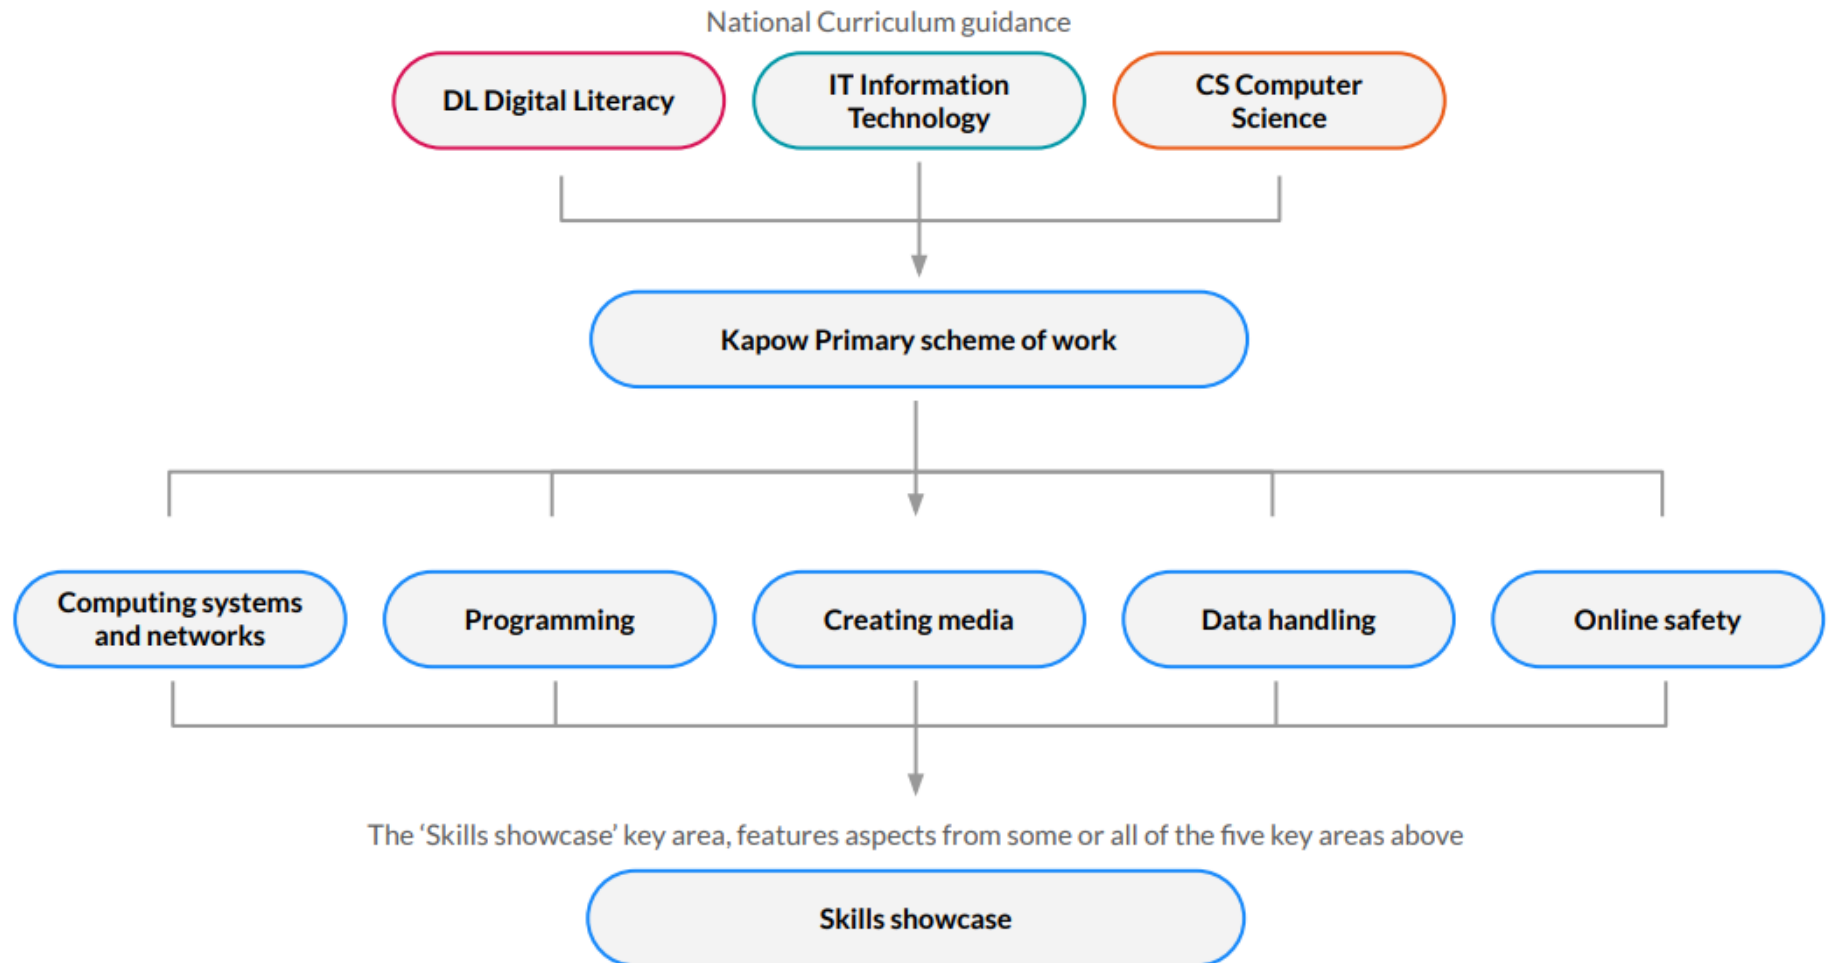 National Curriculum guidance
DL Digital Literacy
IT Information
Technology
CS Computer
Science
Kapow Primary scheme of work
Computing systems
and networks
Programming
Creating media
Data handling
Online safety
The ‘Skills showcase’ key area, features aspects from some or all of the five key areas above
Skills showcase